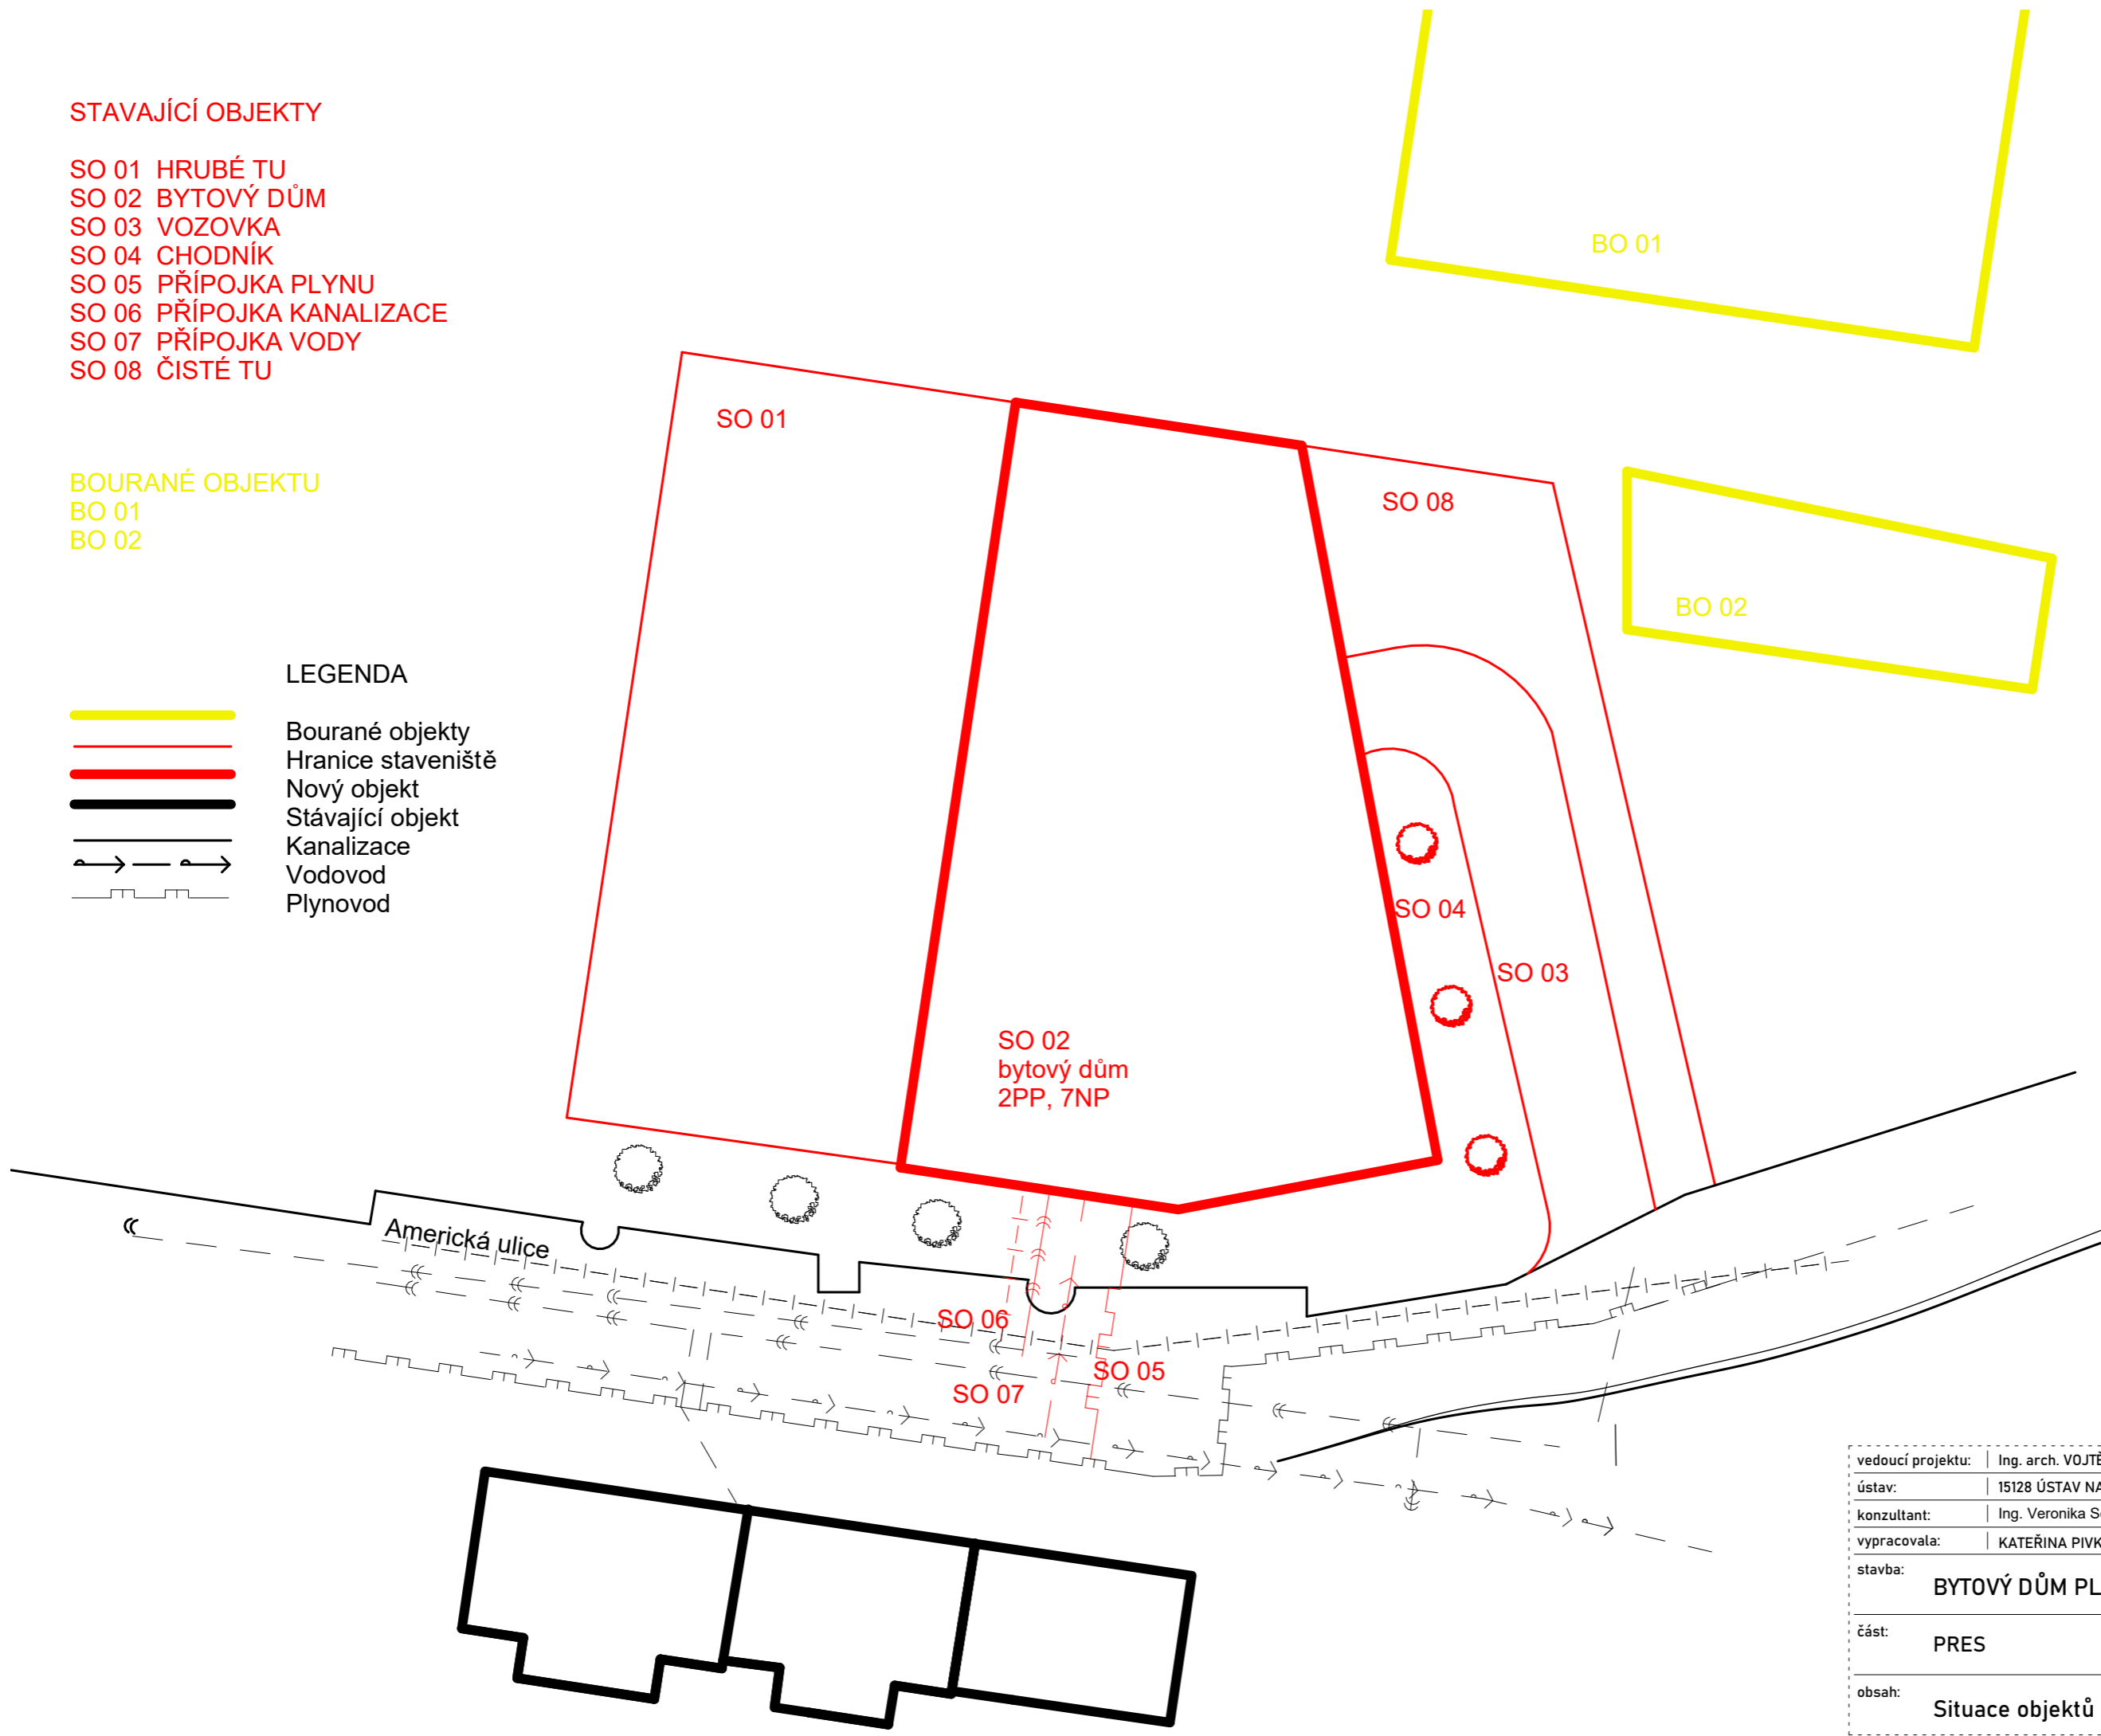 STAVAJÍCÍ OBJEKTY
SO 01 HRUBÉ TU
SO 02 BYTOVÝ DŮM
SO 03 VOZOVKA
SO 04 CHODNÍK
SO 05 PŘÍPOJKA PLYNU
SO 06 PŘÍPOJKA KANALIZACE
SO 07 PŘÍPOJKA VODY
SO 08 ČISTÉ TU
BOURANÉ OBJEKTU
BO 01
BO 02
LEGENDA
Bourané objekty
Hranice staveniště
Nový objekt
Stávající objekt
Kanalizace
Vodovod
Plynovod
BO 01
SO 01
SO 08
BO 02
SO 04
SO 03
SO 02
bytový dům
2PP, 7NP
Americká ulice
SO 06
SO 05
SO 07
vedoucí projektu: Ing. arch. VOJTĚ
ústav: 15128 ÚSTAV NA
konzultant: Ing. Veronika S
vypracovala: KATEŘINA PIVK
stavba: BYTOVÝ DŮM PL
část: PRES
obsah: Situace objektů